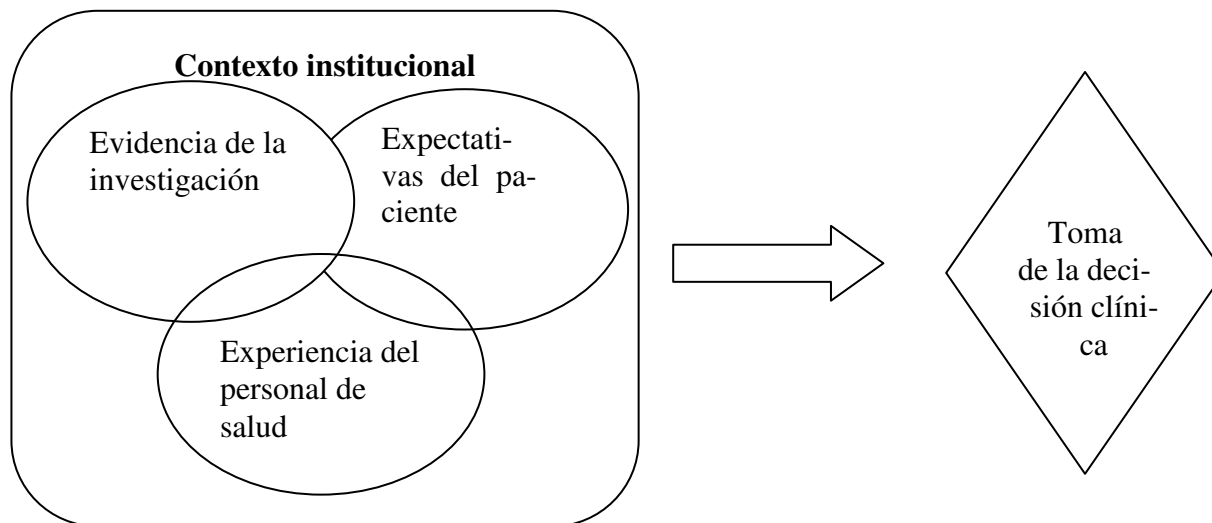 Contexto institucional
Evidencia de la
investigación
Expectati-
vas del pa-
ciente
Experiencia del
personal de
salud
Toma
de la deci-
sión clíni-
ca